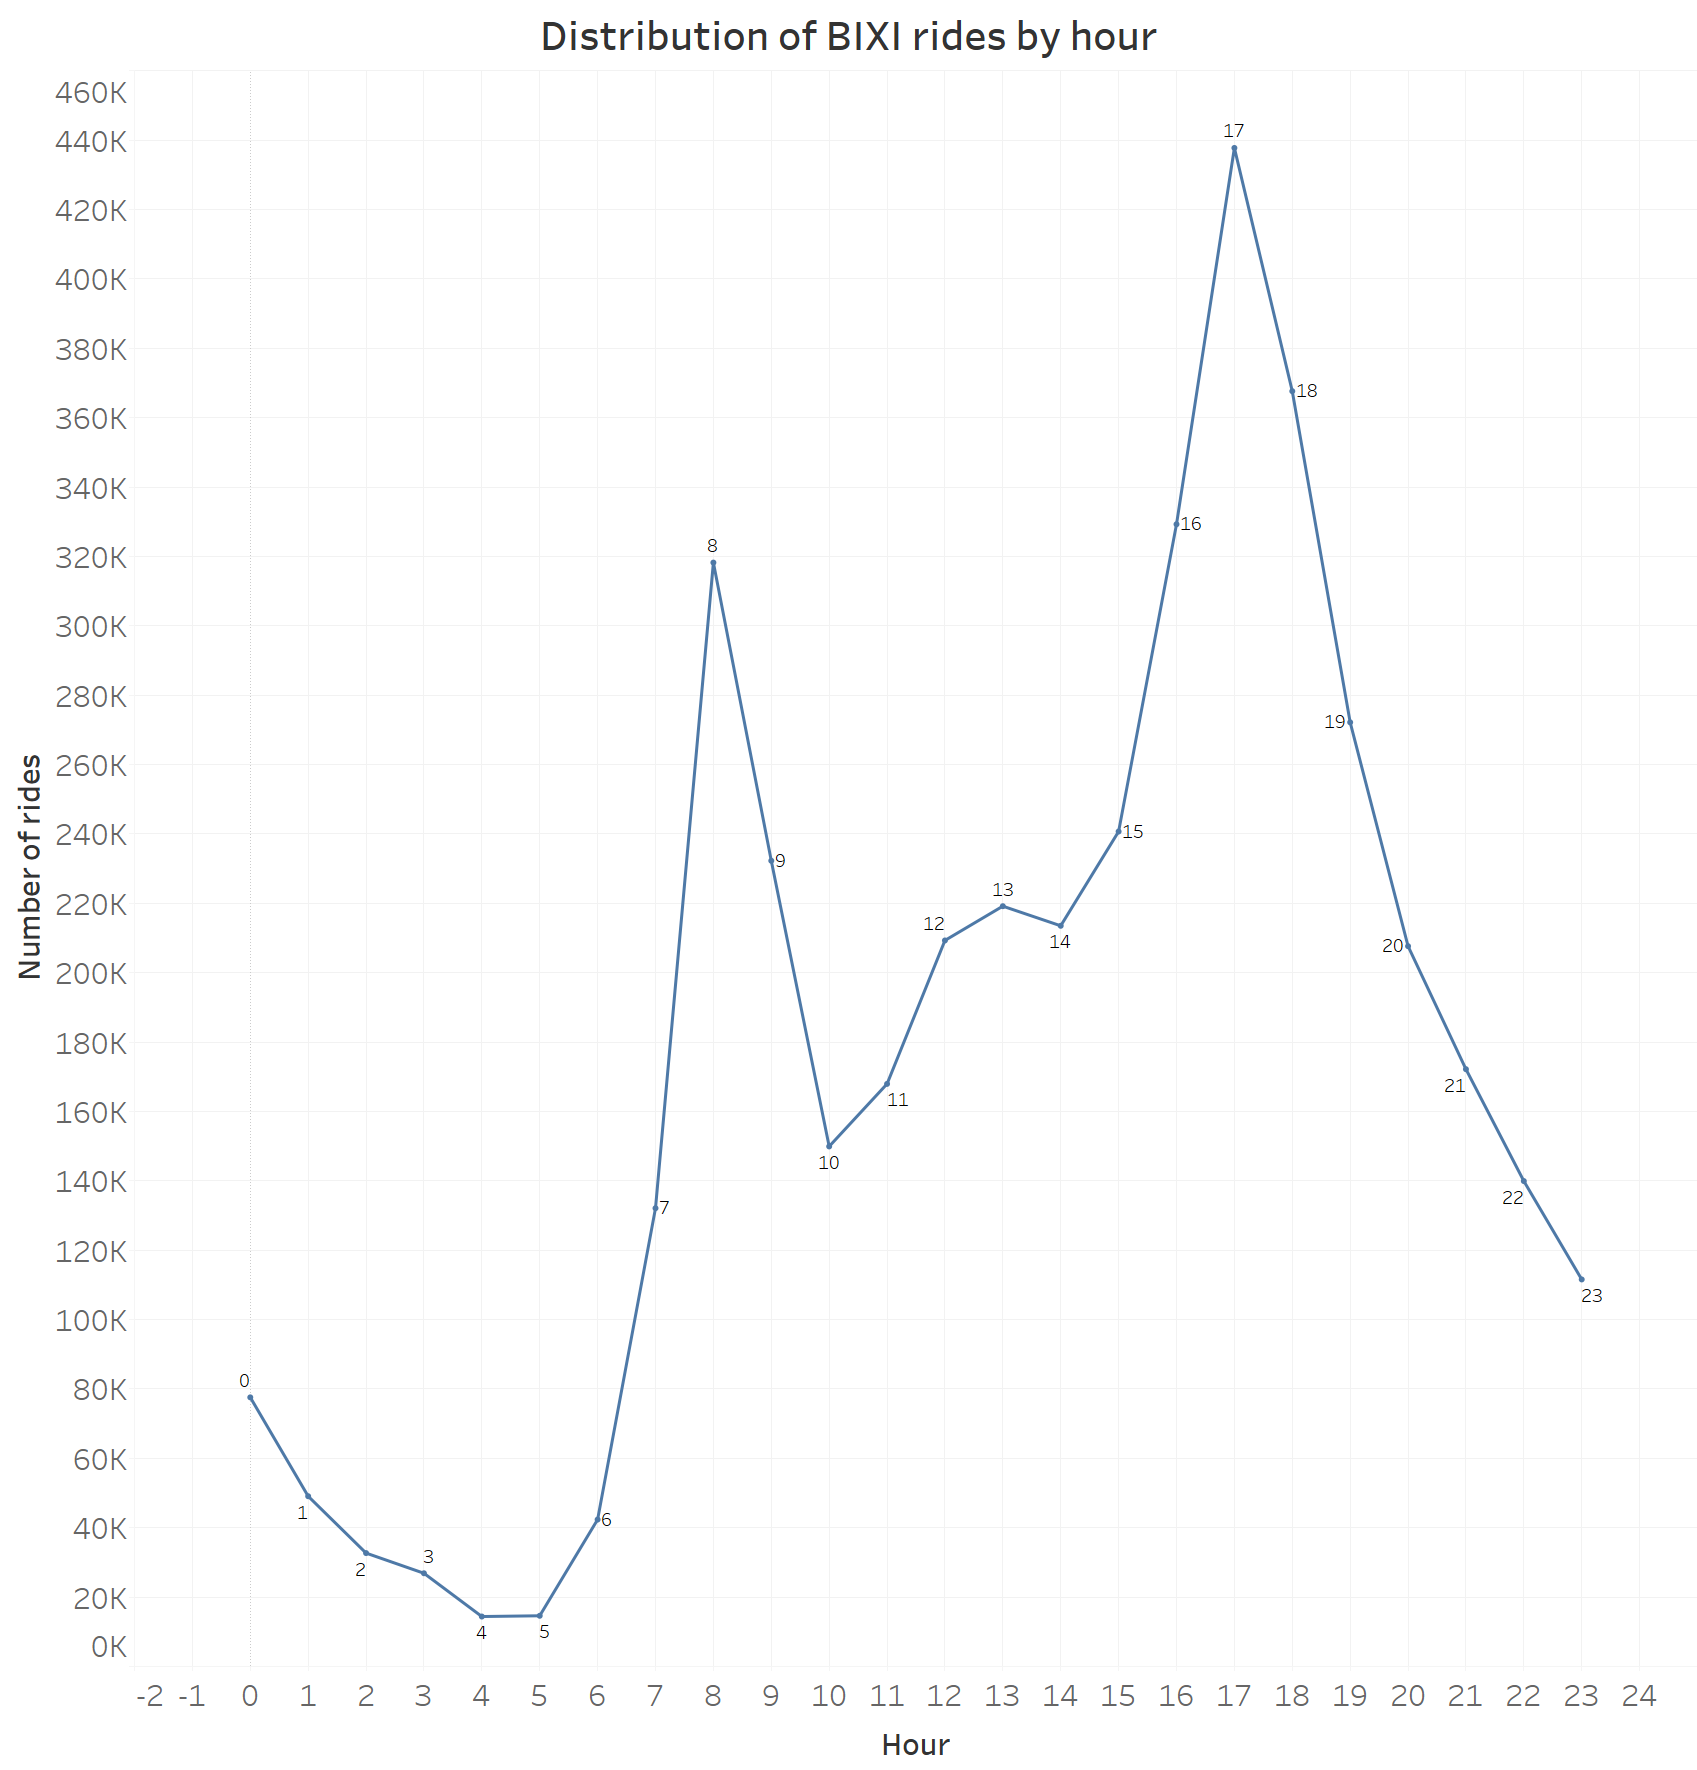 Distribution of BIXI rides by hour
460K
440K
420K
400K
380K
360K
340K
320K
300K
280K
260K
240K
220K
200K
180K
160K
140K
120K
100K
80K
60K
40K
20K
0K
Number of rides
17
18
16
8
19
15
9
13
12
14
20
11
21
10
22
7
23
0
1
6
3
2
4
5
-2 -1 0 1 2 3 4 5 6 7 8 9 10 11 12 13 14 15 16 17 18 19 20 21 22 23 24
Hour